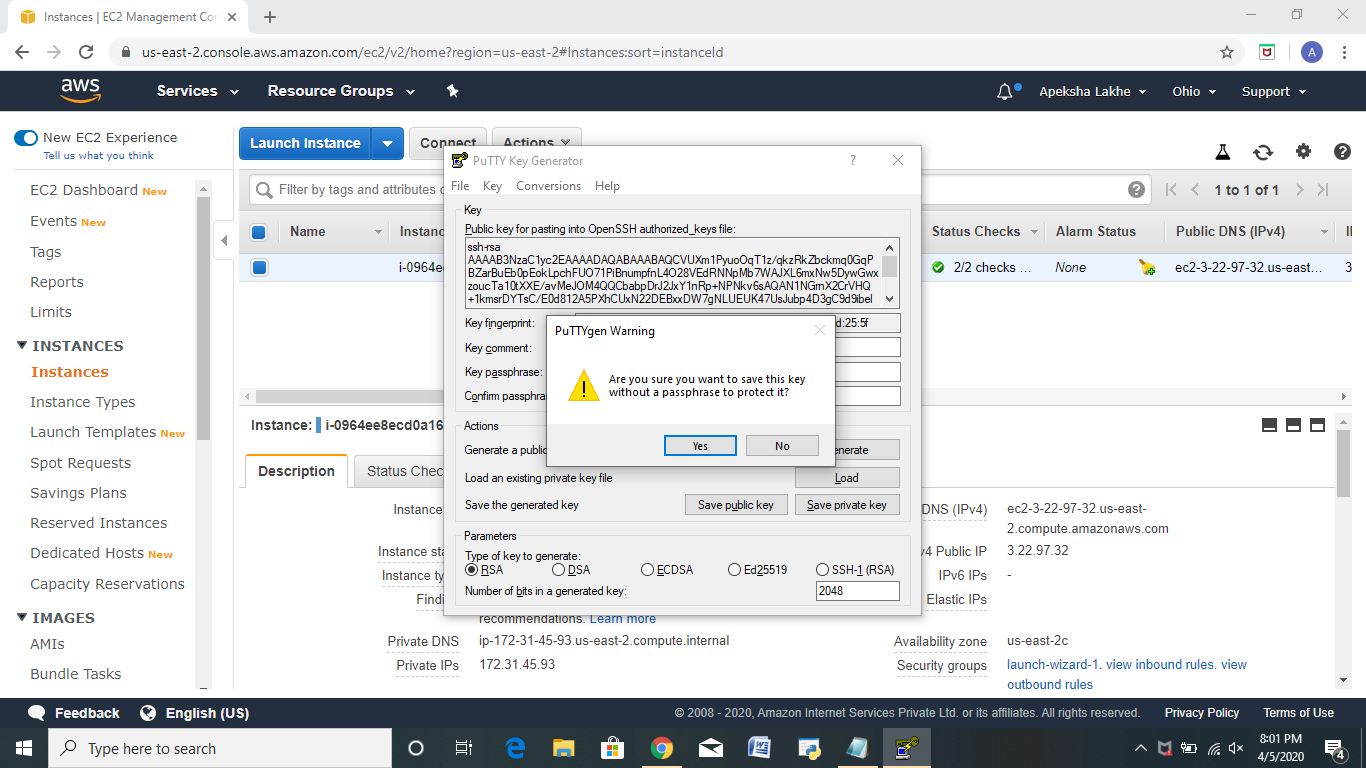 Instances | EC2 Management Con
us-east-2.console.aws.amazon.com/ec2/v2/home?region=us-east-2#Instances:sort=instanceId
A
aws
Services
Resource Groups
Apeksha Lakhe
Ohio
Support
New EC2 Experience
Tell us what you think
EC2 Dashboard New
Events New
Tags
Reports
Limits
INSTANCES
Instances
Instance Types
Launch Templates New
Spot Requests
Savings Plans
Reserved Instances
Dedicated Hosts New
Capacity Reservations
IMAGES
AMIs
Bundle Tasks
Launch Instance
Connect
Actions
Filter by tags and attributes
1 to 1 of 1
Name
Status Checks
Alarm Status
Public DNS (IPv4)
i-0964e
2/2 checks ...
None
ec2-3-22-97-32.us-east...
3
PuTTY Key Generator
?
File
Key
Conversions
Help
Key
Public key for pasting into OpenSSH authorized_keys file:
ssh-rsa
AAAAB3NzaC1yc2EAAAADAQABAAABAQCVUXm1PyuoOqT1z/qkzRkZbckmq0GqP
BZarBuEb0pEokLpchFUO71PiBnumpfnL4O28VEdRNNpMb7WAJXL6mxNw5DywGwx
zoucTa10tXXE/avMeJOM4QQCbabpDrJ2JxY1nRp+NPNkv6sAQAN1NGmX2CrVHQ
+1kmsrDYTsC/E0d812A5PXhCUxN22DEBxxDW7gNLUEUK47UsJubp4D3gC9d9ibeI
Key fingerprint:
d:25:5f
Key comment:
Key passphrase:
Confirm passphra
PuTTYgen Warning
Are you sure you want to save this key
without a passphrase to protect it?
Yes
No
Actions
Generate a public
enerate
Load an existing private key file
Load
Save the generated key
Save public key
Save private key
Parameters
Type of key to generate:
RSA
DSA
ECDSA
Ed25519
SSH-1 (RSA)
Number of bits in a generated key:
2048
Instance: i-0964ee8ecd0a16
Description
Status Chec
Instance
DNS (IPv4)
ec2-3-22-97-32.us-east-
2.compute.amazonaws.com
Instance sta
v4 Public IP
3.22.97.32
Instance ty
IPv6 IPs
-
Findi
Elastic IPs
recommendations. Learn more
Private DNS
ip-172-31-45-93.us-east-2.compute.internal
Availability zone
us-east-2c
Private IPs
172.31.45.93
Security groups
launch-wizard-1. view inbound rules. view
outbound rules
Feedback
English (US)
© 2008 - 2020, Amazon Internet Services Private Ltd. or its affiliates. All rights reserved.
Privacy Policy
Terms of Use
Type here to search
8:01 PM
4/5/2020
4